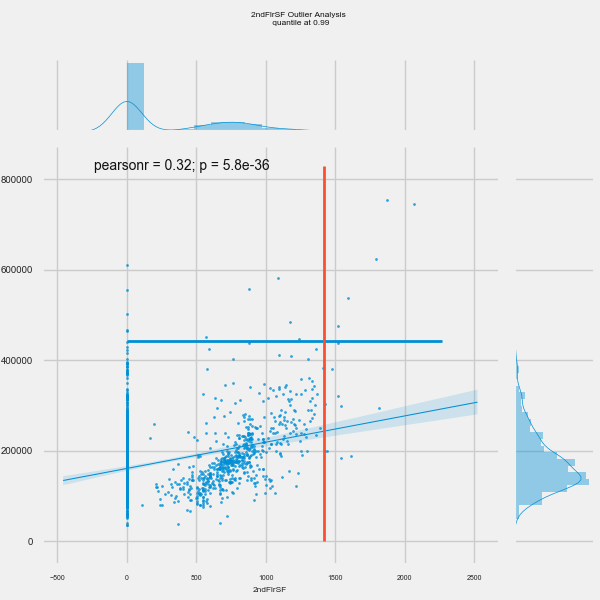 2ndFlrSF Outlier Analysis
quantile at 0.99
pearsonr = 0.32; p = 5.8e-36
800000
600000
400000
200000
0
−500 0 500 1000 1500 2000 2500
2ndFlrSF